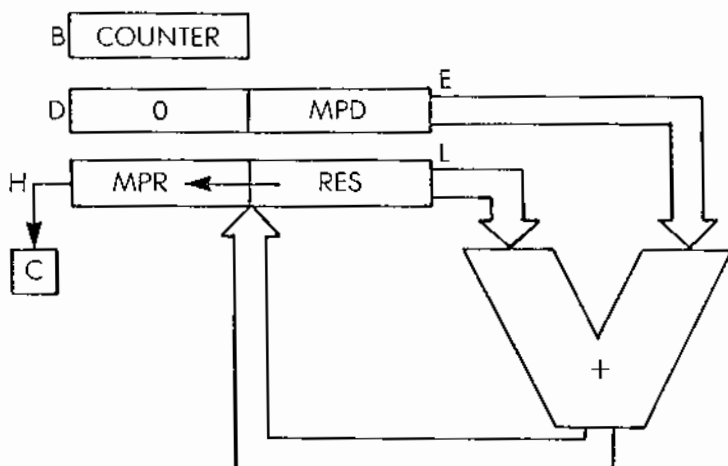 B COUNTER
D 0 MPD E
H MPR RES L
C
+